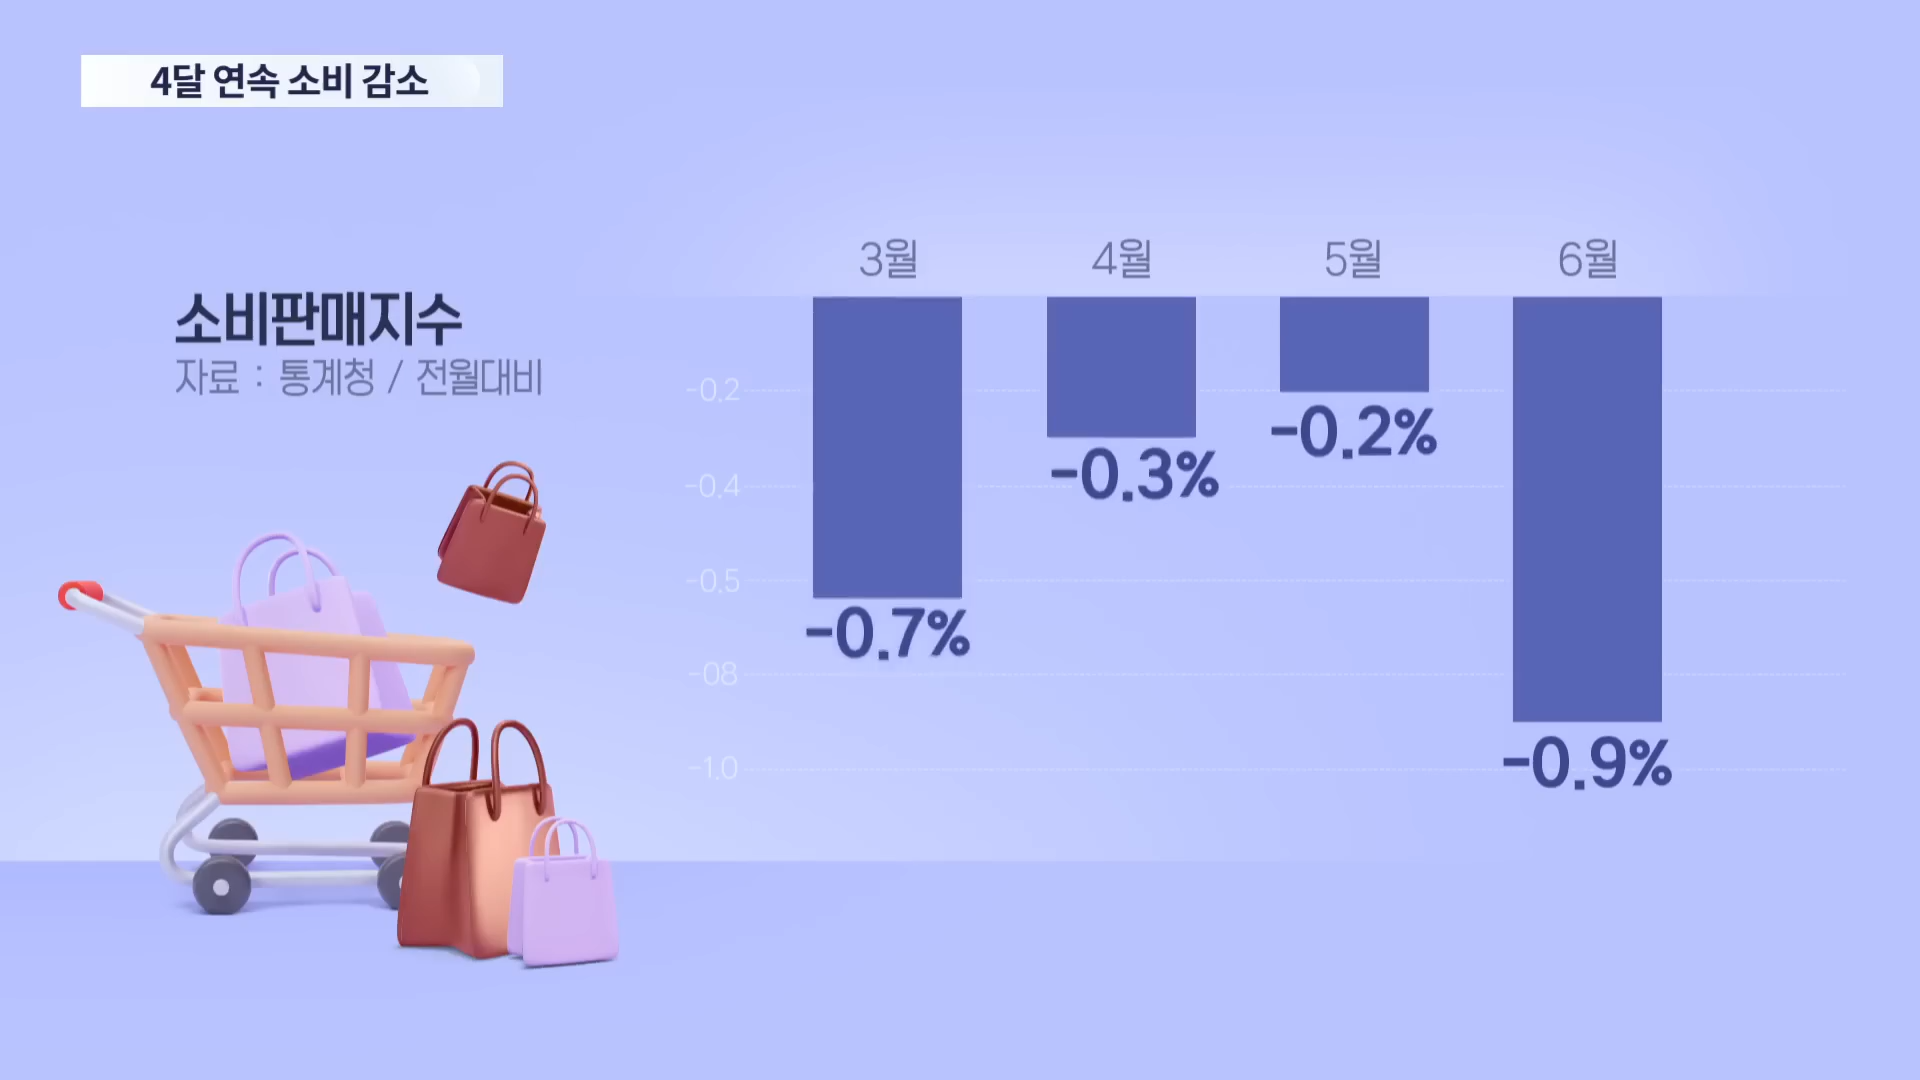 4달 연속 소비 감소
소비판매지수
자료 : 통계청 / 전월대비
3월 4월 5월 6월
-0.2
-0.4
-0.5
-08
-1.0
-0.7%
-0.3%
-0.2%
-0.9%